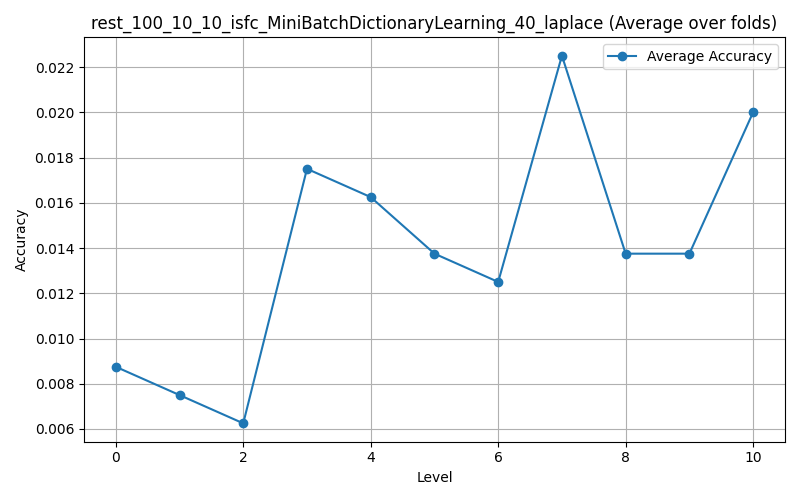 rest_100_10_10_isfc_MiniBatchDictionaryLearning_40_laplace (Average over folds)
Average Accuracy
0.022
0.020
0.018
0.016
0.014
0.012
0.010
0.008
0.006
Accuracy
0 2 4 6 8 10
Level